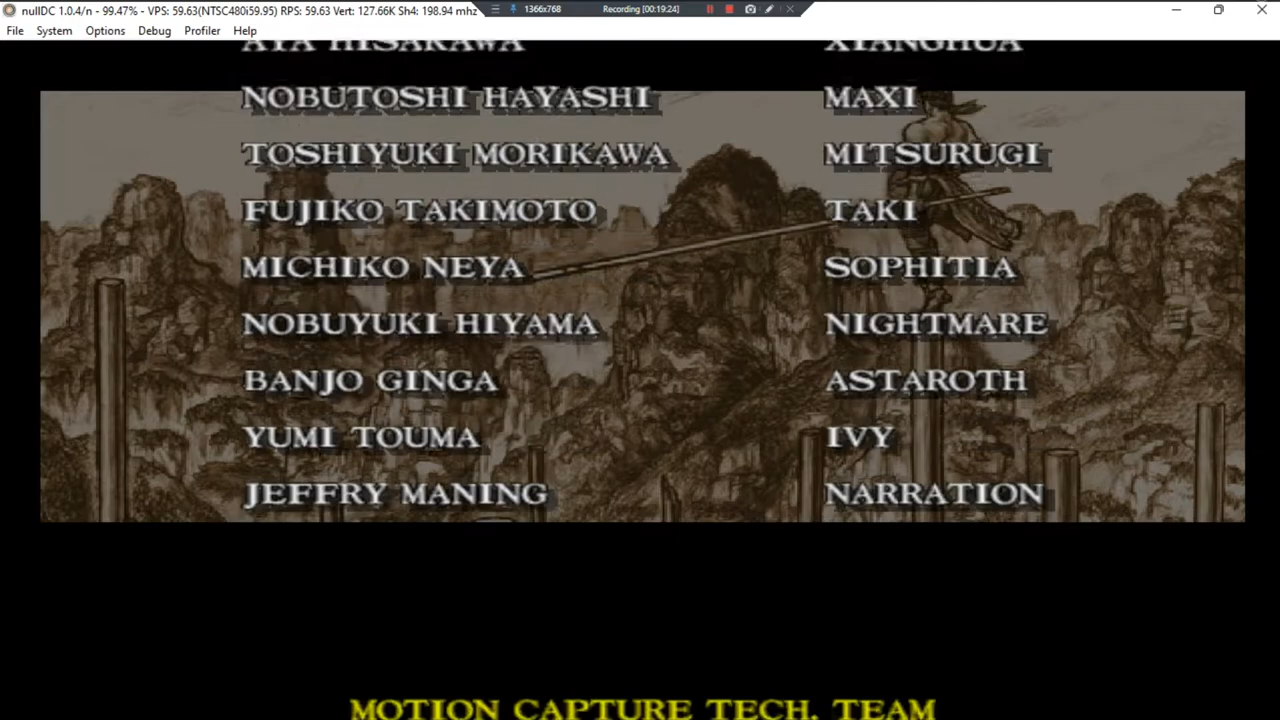 nullDC 1.0.4/n - 99.47% - VPS: 59.63(NTSC480i59.95) RPS: 59.63 Vert: 127.66K Sh4: 198.94 mhz
1366x768 Recording [00:19:24]
File System Options Debug Profiler Help
AYA HISAKAWA XIANGHUA
NOBUTOSHI HAYASHI MAXI
TOSHIYUKI MORIKAWA MITSURUGI
FUJIKO TAKIMOTO TAKI
MICHIKO NEYA SOPHITIA
NOBUYUKI HIYAMA NIGHTMARE
BANJO GINGA ASTAROTH
YUMI TOUMA IVY
JEFFRY MANING NARRATION
MOTION CAPTURE TECH. TEAM